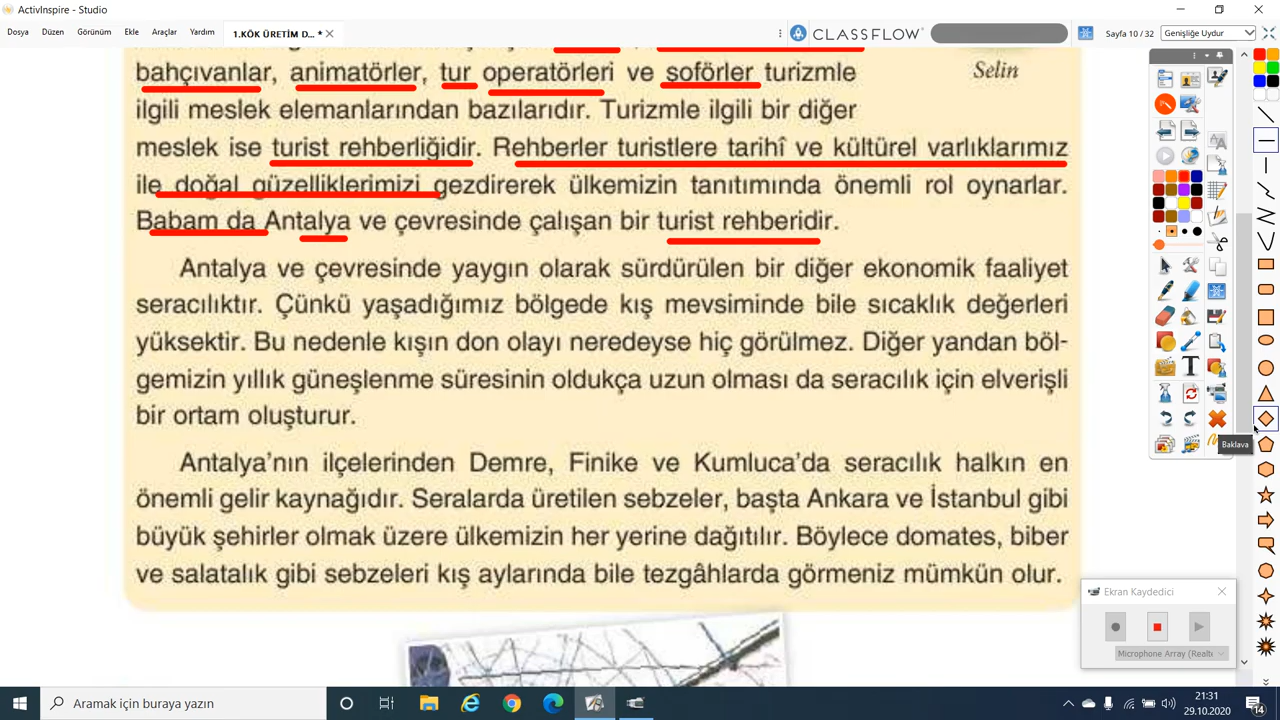 ActivInspire - Studio
Dosya Düzen Görünüm Ekle Araçlar Yardım 1.KÖK ÜRETİM D... * CLASSFLOW Sayfa 10 / 32 Genişliğe Uydur
bahçıvanlar, animatörler, tur operatörleri ve soförler turizmle
Selin
ilgili meslek elemanlarından bazılarıdır. Turizmle ilgili bir diğer
meslek ise turist rehberliğidir. Rehberler turistlere tarihî ve kültürel varlıklarımız
ile doğal güzelliklerimizi gezdirerek ülkemizin tanıtımında önemli rol oynarlar.
Babam da Antalya ve çevresinde çalışan bir turist rehberidir.
Antalya ve çevresinde yaygın olarak sürdürülen bir diğer ekonomik faaliyet
seracılıktır. Çünkü yaşadığımız bölgede kış mevsiminde bile sıcaklık değerleri
yüksektir. Bu nedenle kışın don olayı neredeyse hiç görülmez. Diğer yandan böl-
gemizin yıllık güneşlenme süresinin oldukça uzun olması da seracılık için elverişli
bir ortam oluşturur.
Baklava
Antalya'nın ilçelerinden Demre, Finike ve Kumluca'da seracılık halkın en
önemli gelir kaynağıdır. Seralarda üretilen sebzeler, başta Ankara ve İstanbul gibi
büyük şehirler olmak üzere ülkemizin her yerine dağıtılır. Böylece domates, biber
ve salatalık gibi sebzeleri kış aylarında bile tezgâhlarda görmeniz mümkün olur.
Ekran Kaydedici
Microphone Array (Realte
Aramak için buraya yazın
21:31
29.10.2020
14